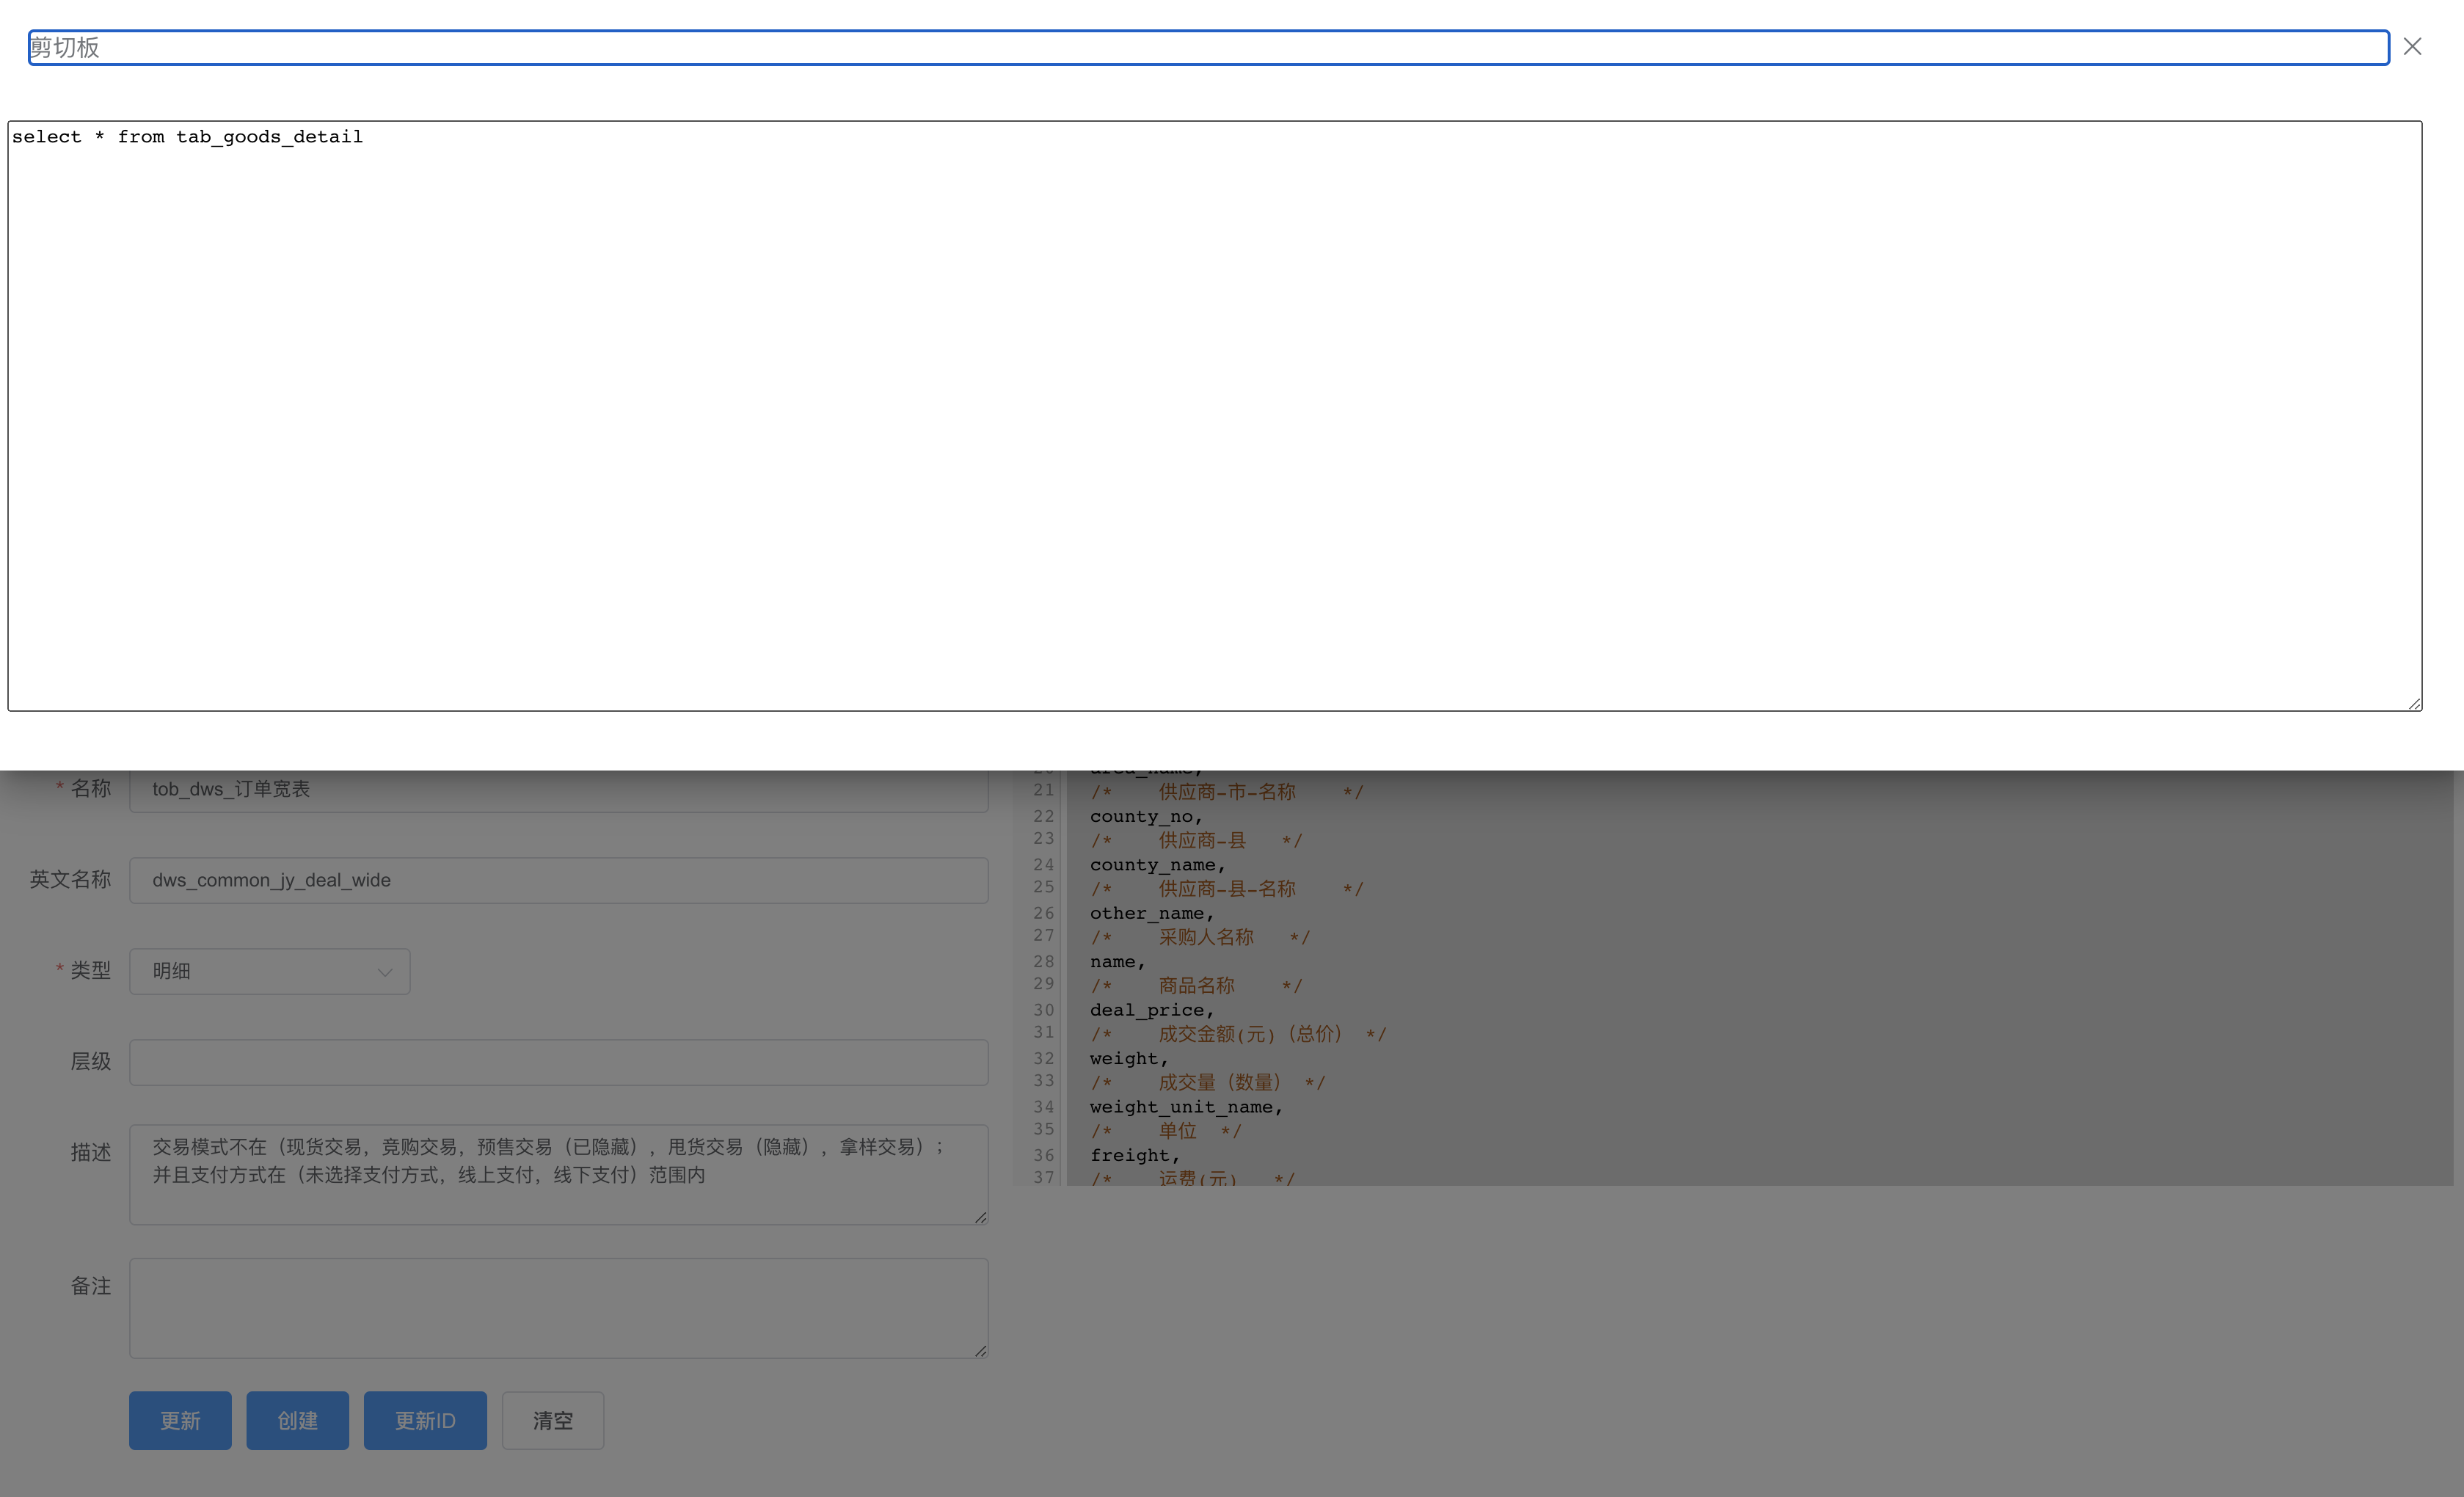 剪切板
select * from tab_goods_detail
* 名称
tob_dws_订单宽表
英文名称
dws_common_jy_deal_wide
* 类型
明细
层级
描述
交易模式不在（现货交易，竞购交易，预售交易（已隐藏），甩货交易（隐藏），拿样交易）；
并且支付方式在（未选择支付方式，线上支付，线下支付）范围内
备注
更新
创建
更新ID
清空
21 /* 供应商-市-名称 */
22 county_no,
23 /* 供应商-县 */
24 county_name,
25 /* 供应商-县-名称 */
26 other_name,
27 /* 采购人名称 */
28 name,
29 /* 商品名称 */
30 deal_price,
31 /* 成交金额(元)（总价） */
32 weight,
33 /* 成交量（数量） */
34 weight_unit_name,
35 /* 单位 */
36 freight,
37 /* 运费(元) */